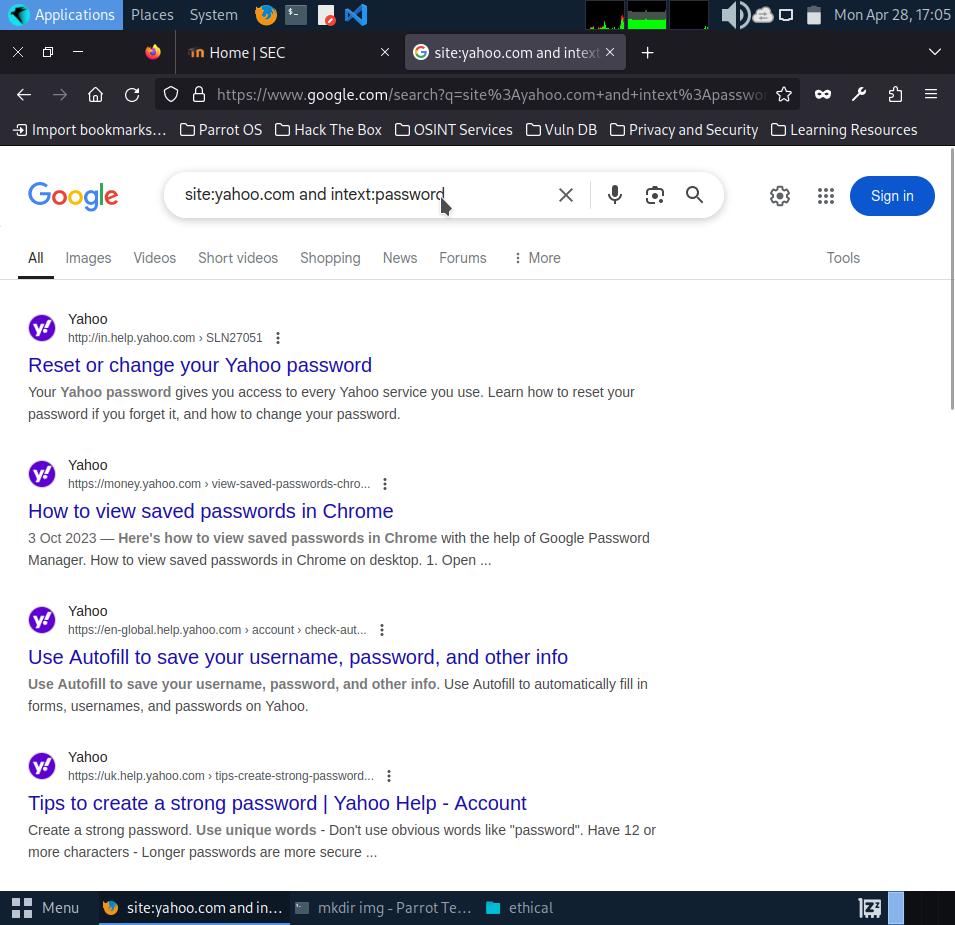 Applications Places System Mon Apr 28, 17:05
Home | SEC
site:yahoo.com and intext
https://www.google.com/search?q=site%3Ayahoo.com+and+intext%3Apasswor
Import bookmarks… Parrot OS Hack The Box OSINT Services Vuln DB Privacy and Security Learning Resources
Google
site:yahoo.com and intext:password
Sign in
All Images Videos Short videos Shopping News Forums More Tools
Yahoo
http://in.help.yahoo.com › SLN27051
Reset or change your Yahoo password
Your Yahoo password gives you access to every Yahoo service you use. Learn how to reset your
password if you forget it, and how to change your password.
Yahoo
https://money.yahoo.com › view-saved-passwords-chro...
How to view saved passwords in Chrome
3 Oct 2023 — Here's how to view saved passwords in Chrome with the help of Google Password
Manager. How to view saved passwords in Chrome on desktop. 1. Open ...
Yahoo
https://en-global.help.yahoo.com › account › check-aut...
Use Autofill to save your username, password, and other info
Use Autofill to save your username, password, and other info. Use Autofill to automatically fill in
forms, usernames, and passwords on Yahoo.
Yahoo
https://uk.help.yahoo.com › tips-create-strong-password...
Tips to create a strong password | Yahoo Help - Account
Create a strong password. Use unique words - Don't use obvious words like "password". Have 12 or
more characters - Longer passwords are more secure ...
Menu site:yahoo.com and in... mkdir img - Parrot Te... ethical